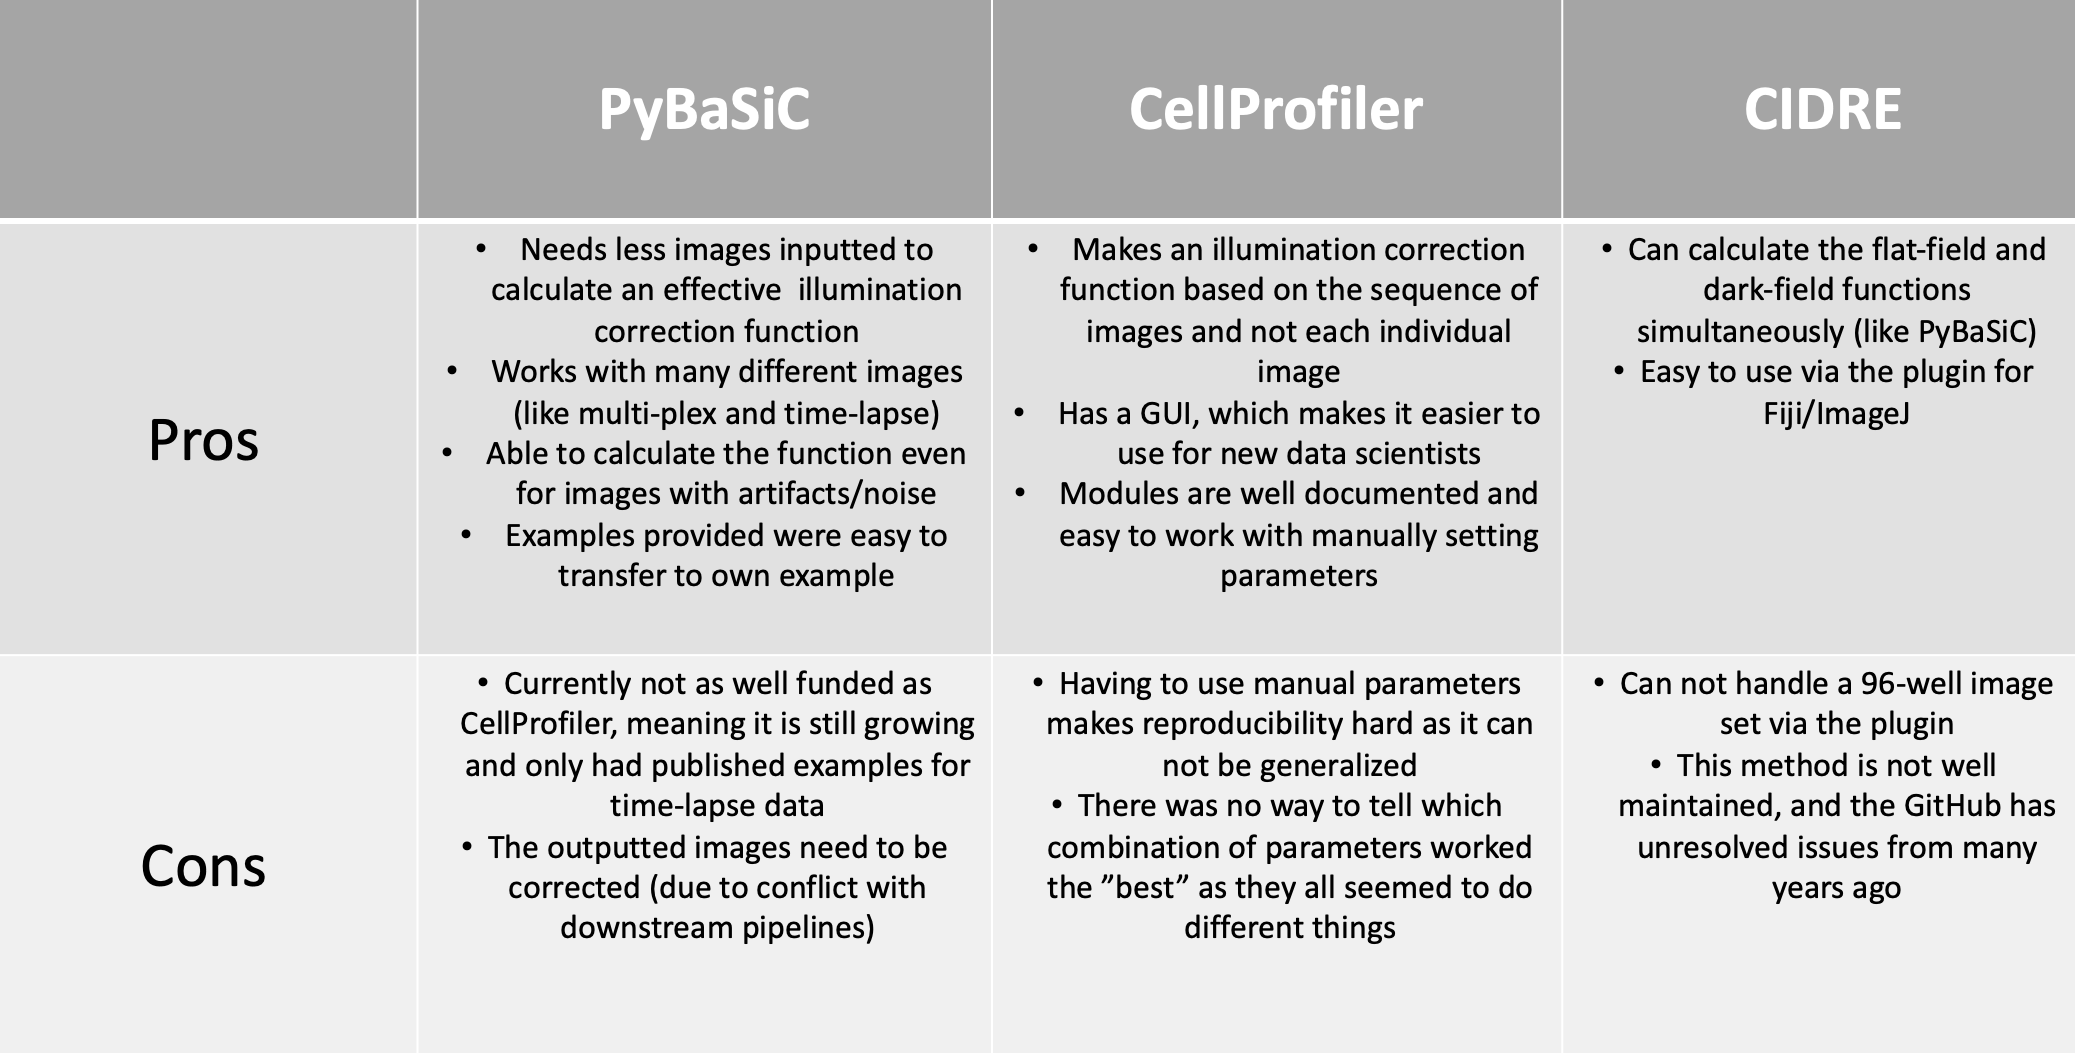 PyBaSiC
CellProfiler
CIDRE
Pros
• Needs less images inputted to
calculate an effective  illumination
correction function
• Works with many different images
(like multi-plex and time-lapse)
• Able to calculate the function even
for images with artifacts/noise
• Examples provided were easy to
transfer to own example
• Makes an illumination correction
function based on the sequence of
images and not each individual
image
• Has a GUI, which makes it easier to
use for new data scientists
• Modules are well documented and
easy to work with manually setting
parameters
• Can calculate the flat-field and
dark-field functions
simultaneously (like PyBaSiC)
• Easy to use via the plugin for
Fiji/ImageJ
Cons
• Currently not as well funded as
CellProfiler, meaning it is still growing
and only had published examples for
time-lapse data
• The outputted images need to be
corrected (due to conflict with
downstream pipelines)
• Having to use manual parameters
makes reproducibility hard as it can
not be generalized
• There was no way to tell which
combination of parameters worked
the ”best” as they all seemed to do
different things
• Can not handle a 96-well image
set via the plugin
• This method is not well
maintained, and the GitHub has
unresolved issues from many
years ago